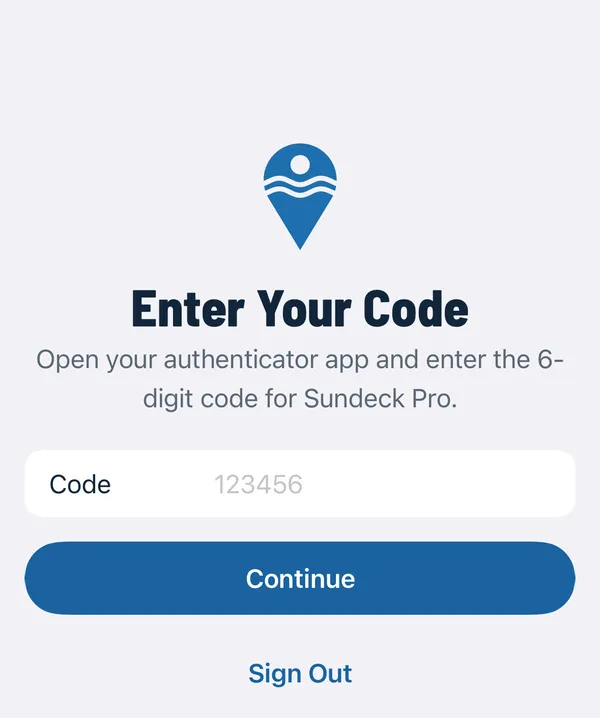 Enter Your Code
Open your authenticator app and enter the 6-
digit code for Sundeck Pro.
Code 123456
Continue
Sign Out